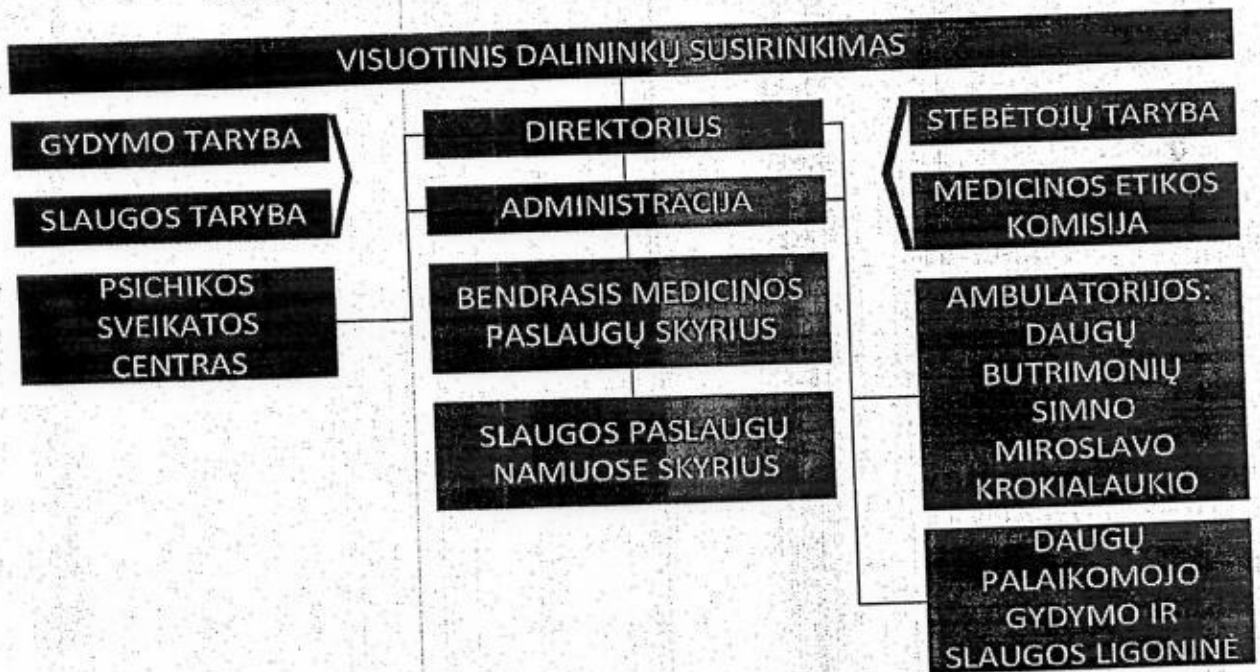 VISUOTINIS DALININKŲ SUSIRINKIMAS
GYDYMO TARYBA
SLAUGOS TARYBA
PSICHIKOS
SVEIKATOS
CENTRAS
DIREKTORIUS
ADMINISTRACIJA
BENDRASIS MEDICINOS
PASLAUGŲ SKYRIUS
SLAUGOS PASLAUGŲ
NAMUOSE SKYRIUS
STEBĖTOJŲ TARYBA
MEDICINOS ETIKOS
KOMISIJA
AMBULATORIJOS:
DAUGŲ
BUTRIMONIŲ
SIMNO
MIROSLAVO
KROKIALAUKIO
DAUGŲ
PALAIKOMOJO
GYDYMO IR
SLAUGOS LIGONINĖ